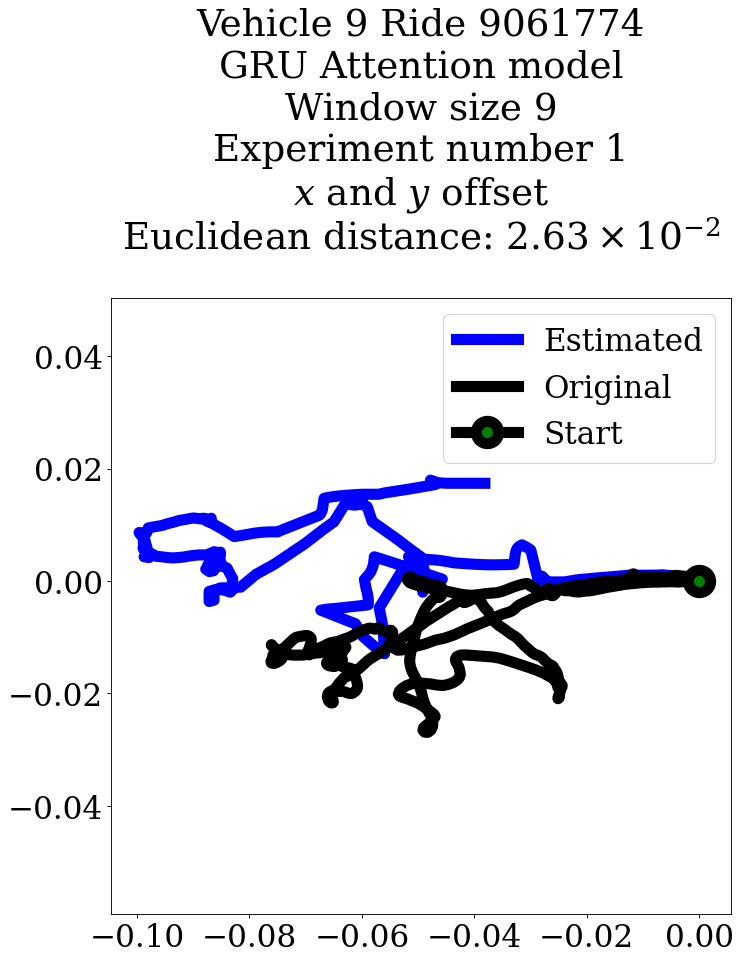 Vehicle 9 Ride 9061774
GRU Attention model
Window size 9
Experiment number 1
x and y offset
Euclidean distance: 2.63 × 10⁻²
Estimated
Original
Start
0.04
0.02
0.00
−0.02
−0.04
−0.10 −0.08 −0.06 −0.04 −0.02 0.00